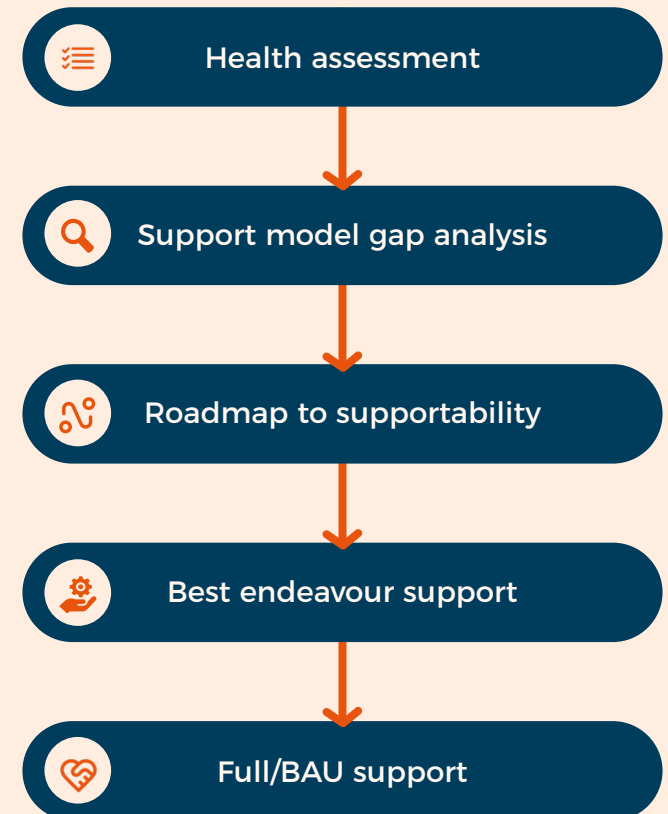 Health assessment
Support model gap analysis
Roadmap to supportability
Best endeavour support
Full/BAU support